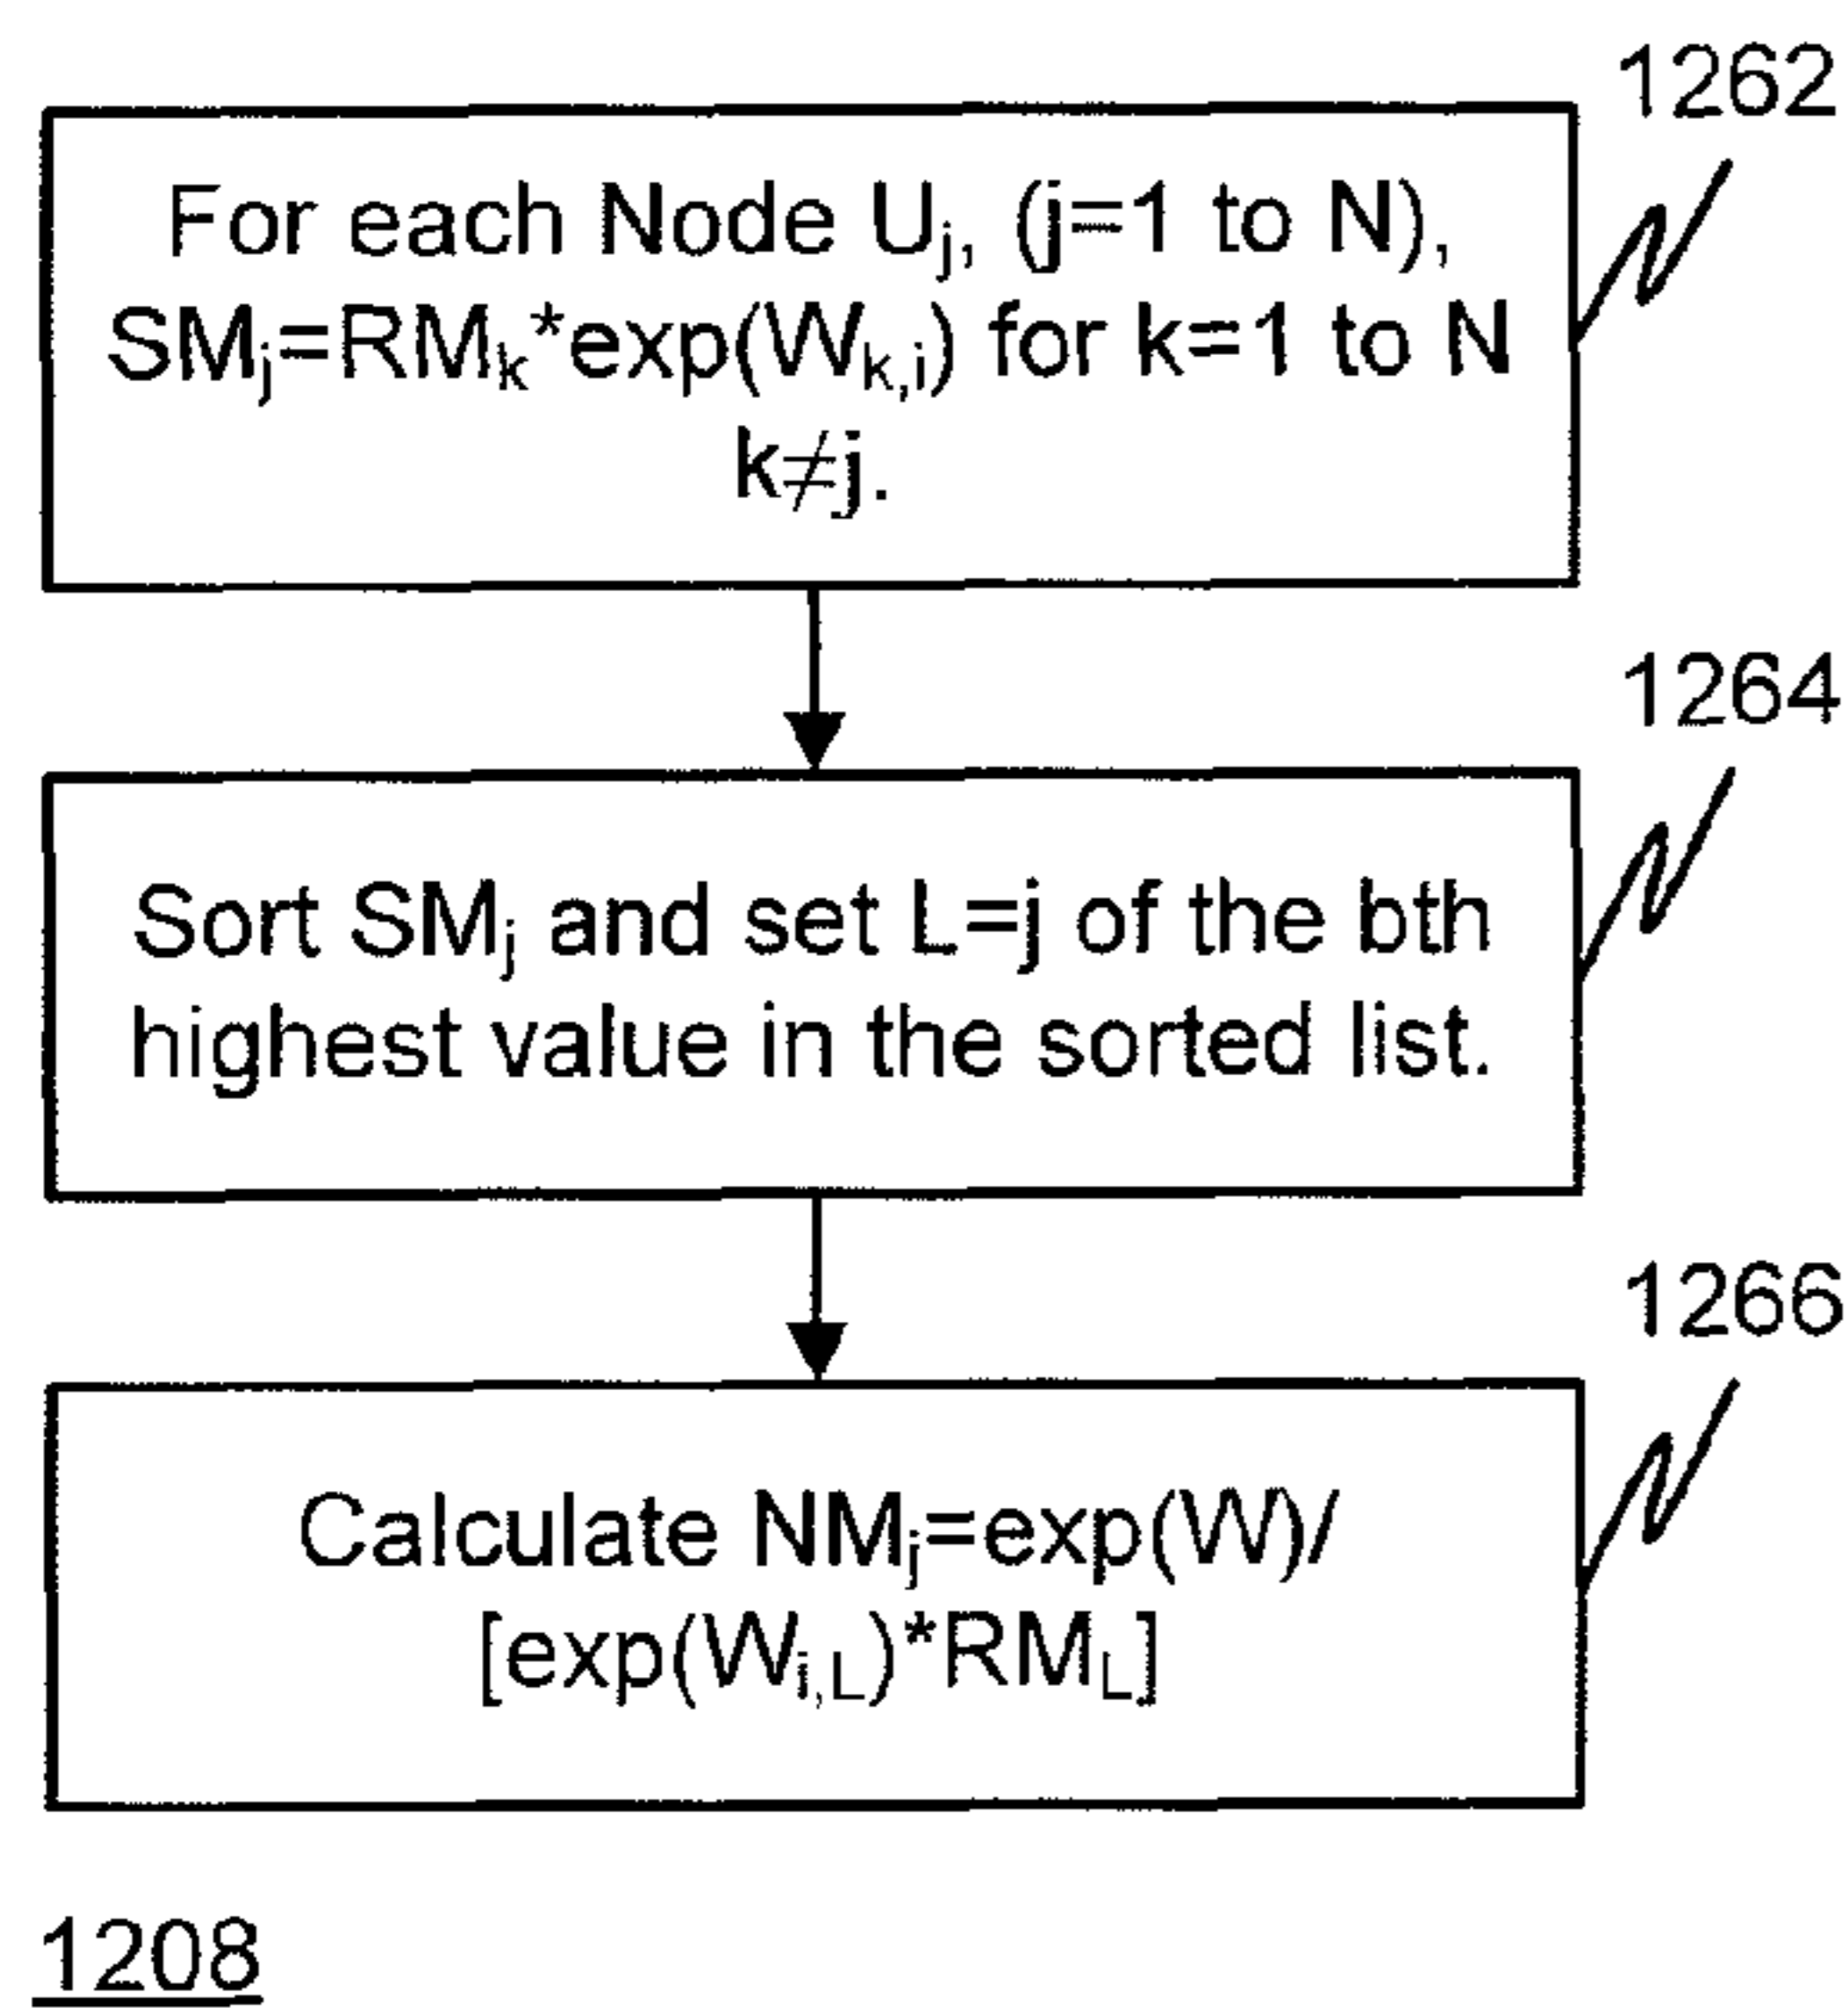 1262
For each Node Uj, (j=1 to N),
SMj=RMk*exp(Wk,i) for k=1 to N
k≠j.
1264
Sort SMj and set L=j of the bth
highest value in the sorted list.
1266
Calculate NMj=exp(W)/
[exp(Wi,L)*RML]
1208